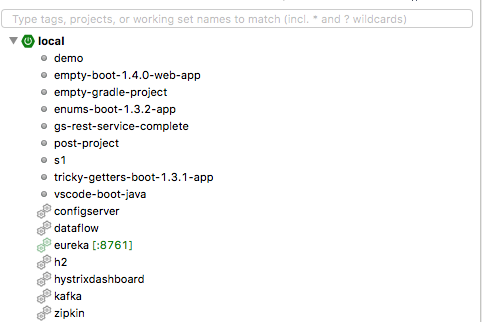 Type tags, projects, or working set names to match (incl. * and ? wildcards)
local
demo
empty-boot-1.4.0-web-app
empty-gradle-project
enums-boot-1.3.2-app
gs-rest-service-complete
post-project
s1
tricky-getters-boot-1.3.1-app
vscode-boot-java
configserver
dataflow
eureka [:8761]
h2
hystrixdashboard
kafka
zipkin